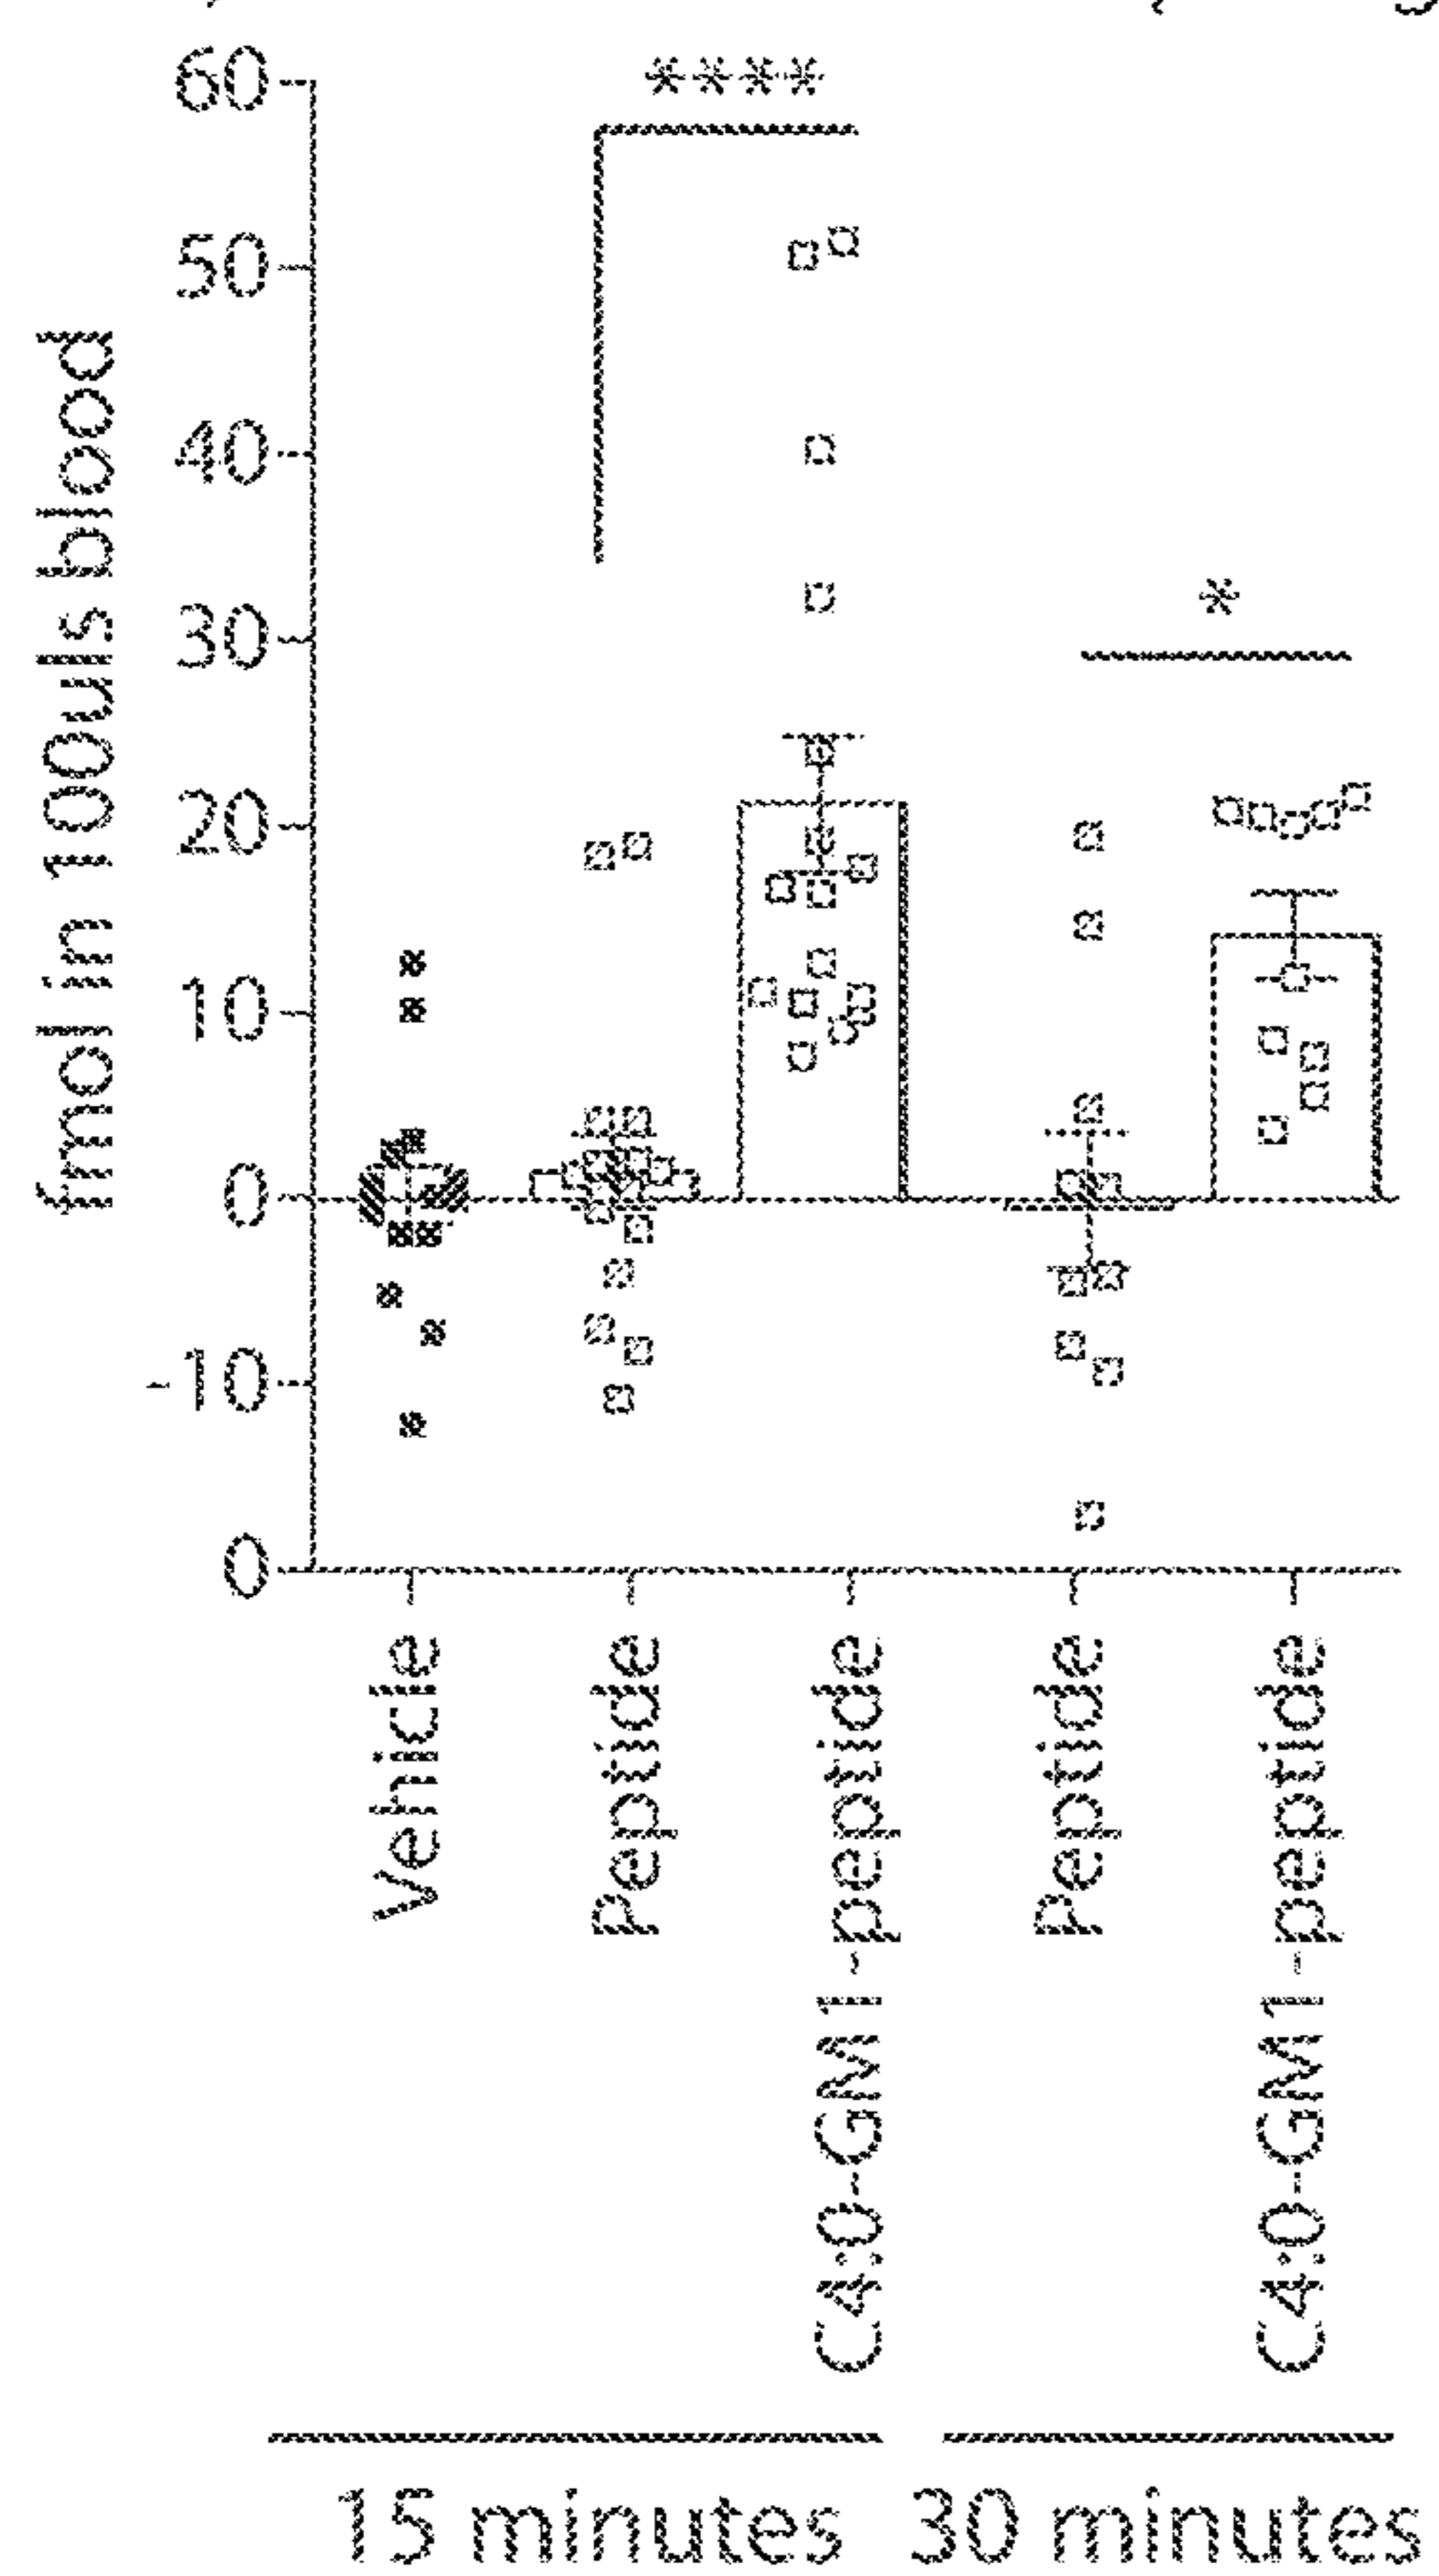 ****
60
50
40
30
20
10
0
-10
0
fmol in 100uls blood
*
Vehicle
Peptide
C4:0-GM1-peptide
Peptide
C4:0-GM1-peptide
15 minutes
30 minutes